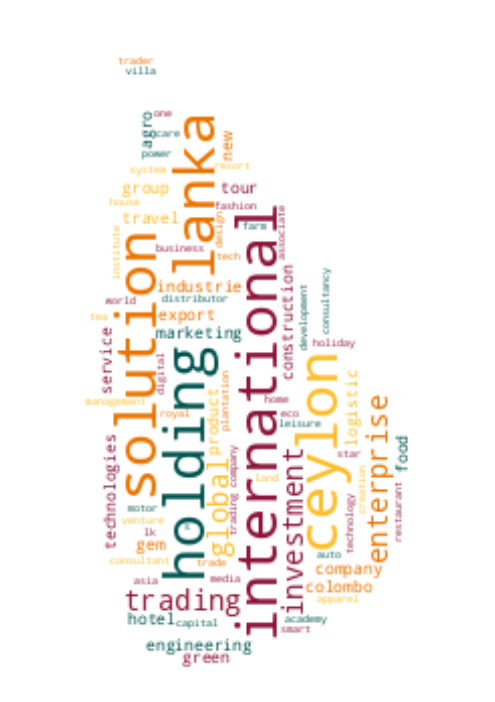 trader
villa
one
agro
care
power
lanka
new
system
resort
group
tour
house
fashion
travel
design
farm
associate
institute
business
tech
solution
international
industrie
construction
consultancy
world
distributor
development
tea
export
marketing
holiday
service
holding
digital
ceylon
plantation
logistic
management
royal
product
home
eco
leisure
enterprise
technologies
global
company
investment
star
food
land
creation
restaurant
motor
trading
technology
venture
s
lk
gem
auto
consultant
trade
company
asia
media
colombo
trading
apparel
hotel
capital
academy
smart
engineering
green